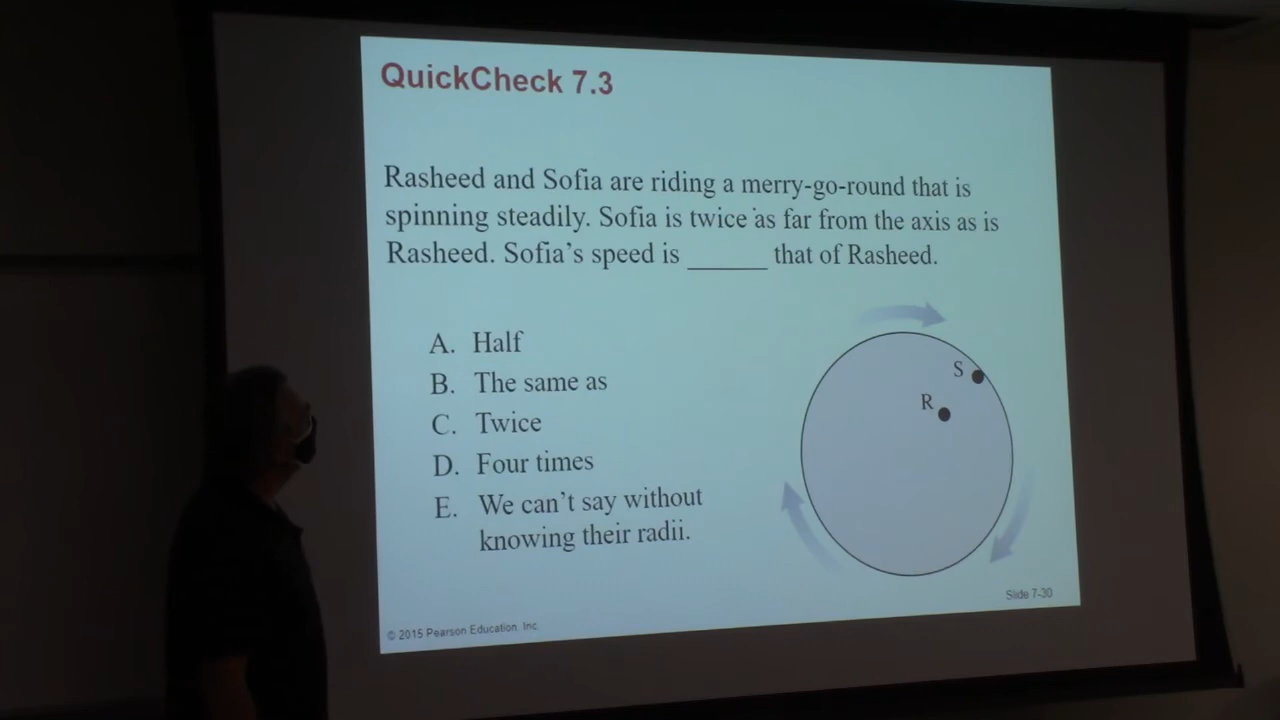 QuickCheck 7.3
Rasheed and Sofia are riding a merry-go-round that is
spinning steadily. Sofia is twice as far from the axis as is
Rasheed. Sofia's speed is ______ that of Rasheed.
A. Half
B. The same as
C. Twice
D. Four times
E. We can't say without
knowing their radii.
S
R
Slide 7-30
© 2015 Pearson Education, Inc.